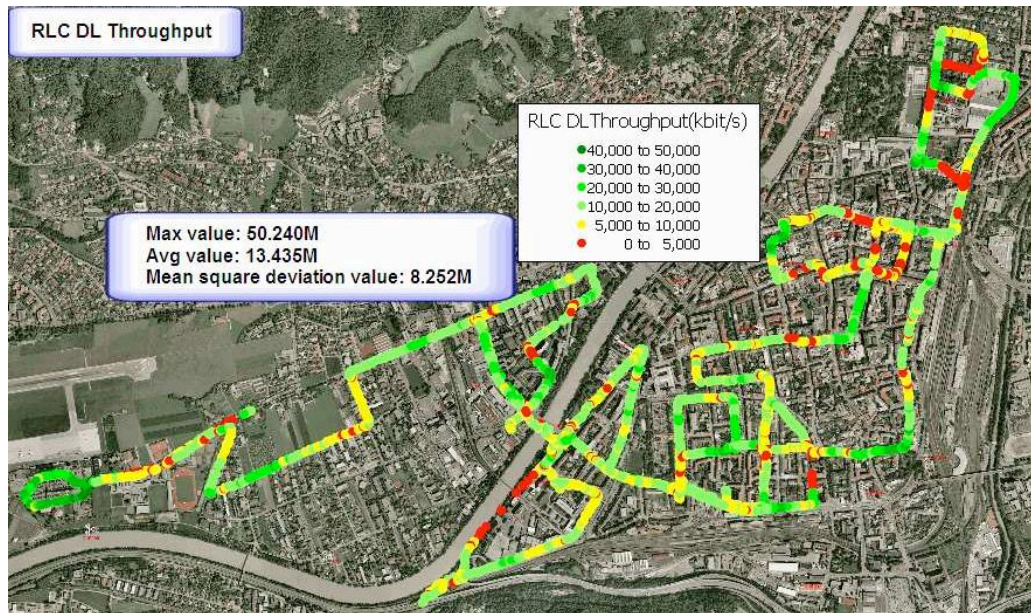 RLC DL Throughput
RLC DLThroughput(kbit/s)
40,000 to 50,000
30,000 to 40,000
20,000 to 30,000
10,000 to 20,000
5,000 to 10,000
0 to 5,000
Max value: 50.240M
Avg value: 13.435M
Mean square deviation value: 8.252M